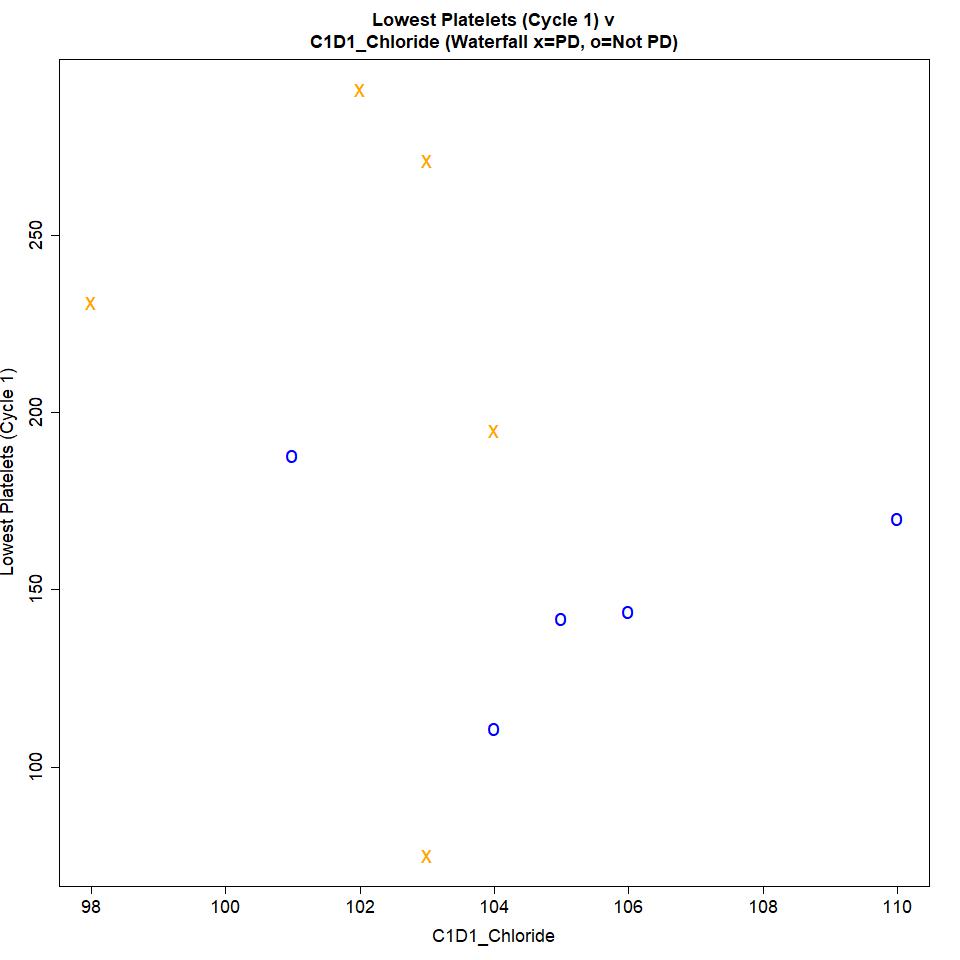 Lowest Platelets (Cycle 1) v
C1D1_Chloride (Waterfall x=PD, o=Not PD)
Lowest Platelets (Cycle 1)
250
200
150
100
x
x
x
x
o
o
o
o
o
x
98 100 102 104 106 108 110
C1D1_Chloride